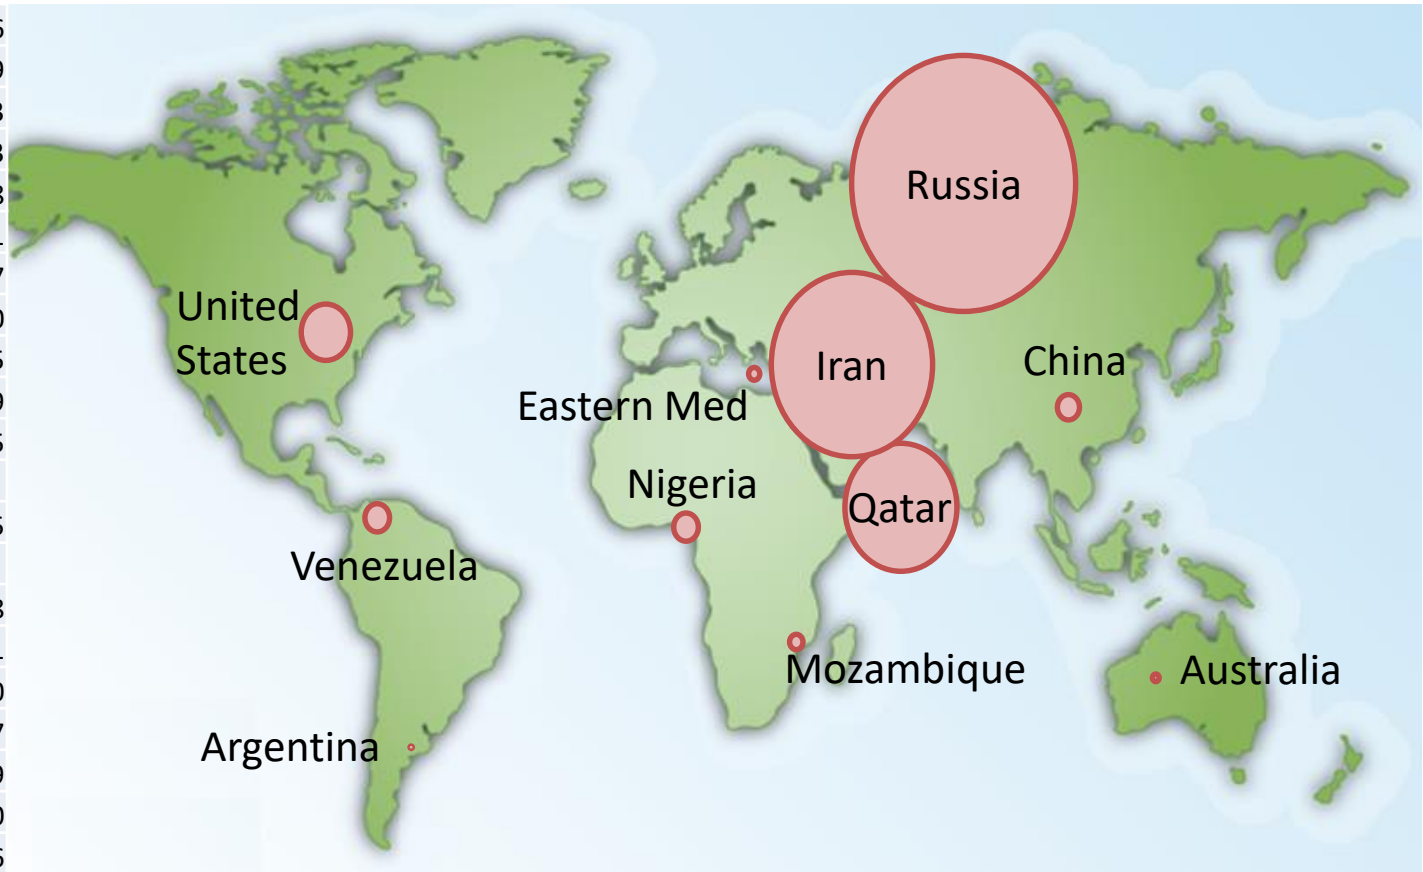 Russia
United
States
Iran
China
Eastern Med
Nigeria
Qatar
Venezuela
Mozambique
Australia
Argentina